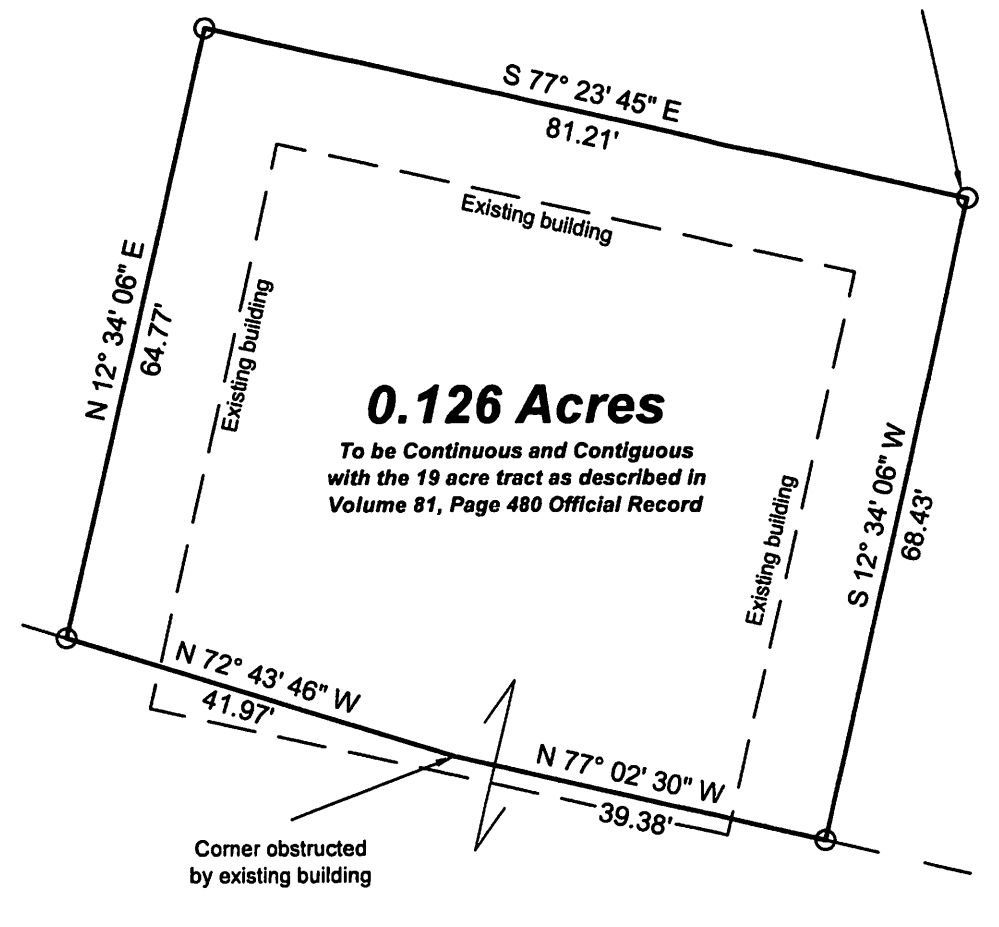 S 77° 23' 45" E
81.21'
Existing building
N 12° 34' 06" E
64.77'
Existing building
0.126 Acres
To be Continuous and Contiguous
with the 19 acre tract as described in
Volume 81, Page 480 Official Record
Existing building
S 12° 34' 06" W
68.43'
N 72° 43' 46" W
41.97'
N 77° 02' 30" W
39.38'
Corner obstructed
by existing building